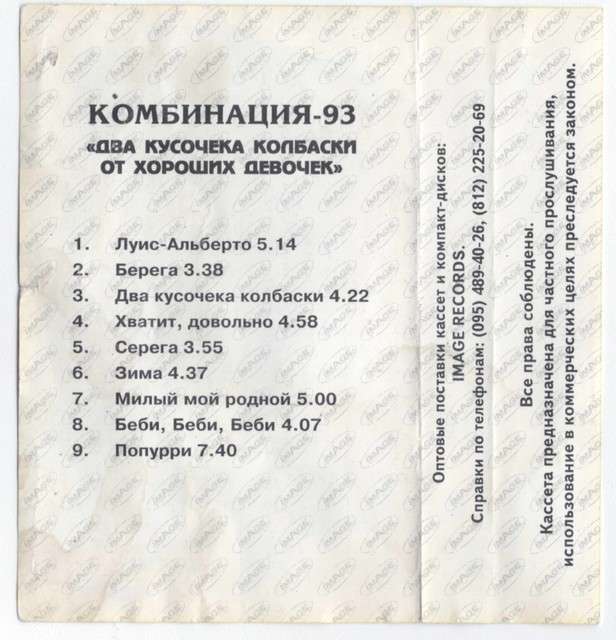 КОМБИНАЦИЯ-93
«ДВА КУСОЧЕКА КОЛБАСКИ
ОТ ХОРОШИХ ДЕВОЧЕК»
1. Луис-Альберто 5.14
2. Берега 3.38
3. Два кусочека колбаски 4.22
4. Хватит, довольно 4.58
5. Серега 3.55
6. Зима 4.37
7. Милый мой родной 5.00
8. Беби, Беби, Беби 4.07
9. Попурри 7.40
Оптовые поставки кассет и компакт-дисков:
IMAGE RECORDS.
Справки по телефонам: (095) 489-40-26, (812) 225-20-69
Все права соблюдены.
Кассета предназначена для частного прослушивания,
использование в коммерческих целях преследуется законом.